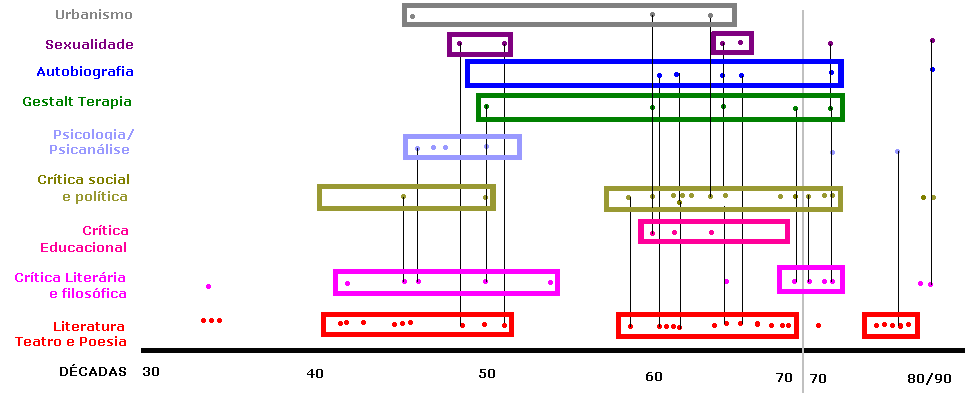 Urbanismo
Sexualidade
Autobiografia
Gestalt Terapia
Psicologia/
Psicanálise
Crítica social
e política
Crítica
Educacional
Crítica Literária
e filosófica
Literatura
Teatro e Poesia
DÉCADAS 30 40 50 60 70 70 80/90